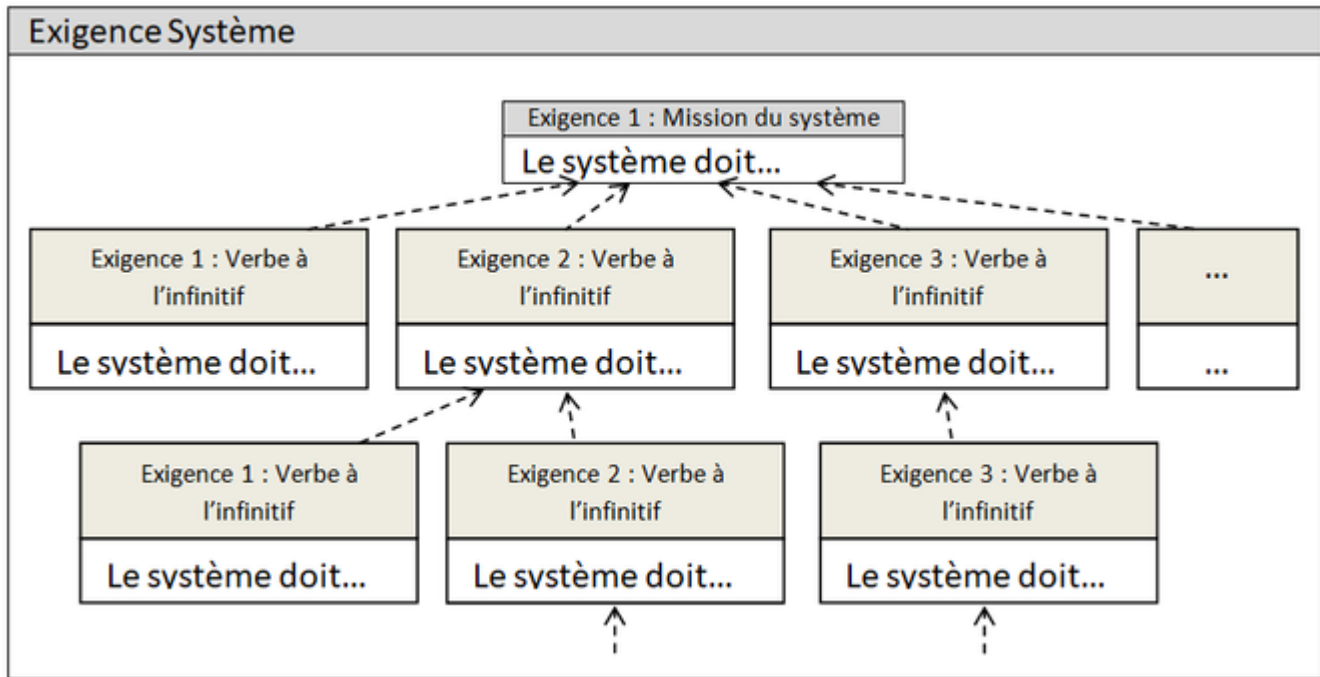 Exigence Système
Exigence 1 : Mission du système
Le système doit...
Exigence 1 : Verbe à
l’infinitif
Le système doit...
Exigence 2 : Verbe à
l’infinitif
Le système doit...
Exigence 3 : Verbe à
l’infinitif
Le système doit...
...
...
Exigence 1 : Verbe à
l’infinitif
Le système doit...
Exigence 2 : Verbe à
l’infinitif
Le système doit...
Exigence 3 : Verbe à
l’infinitif
Le système doit...